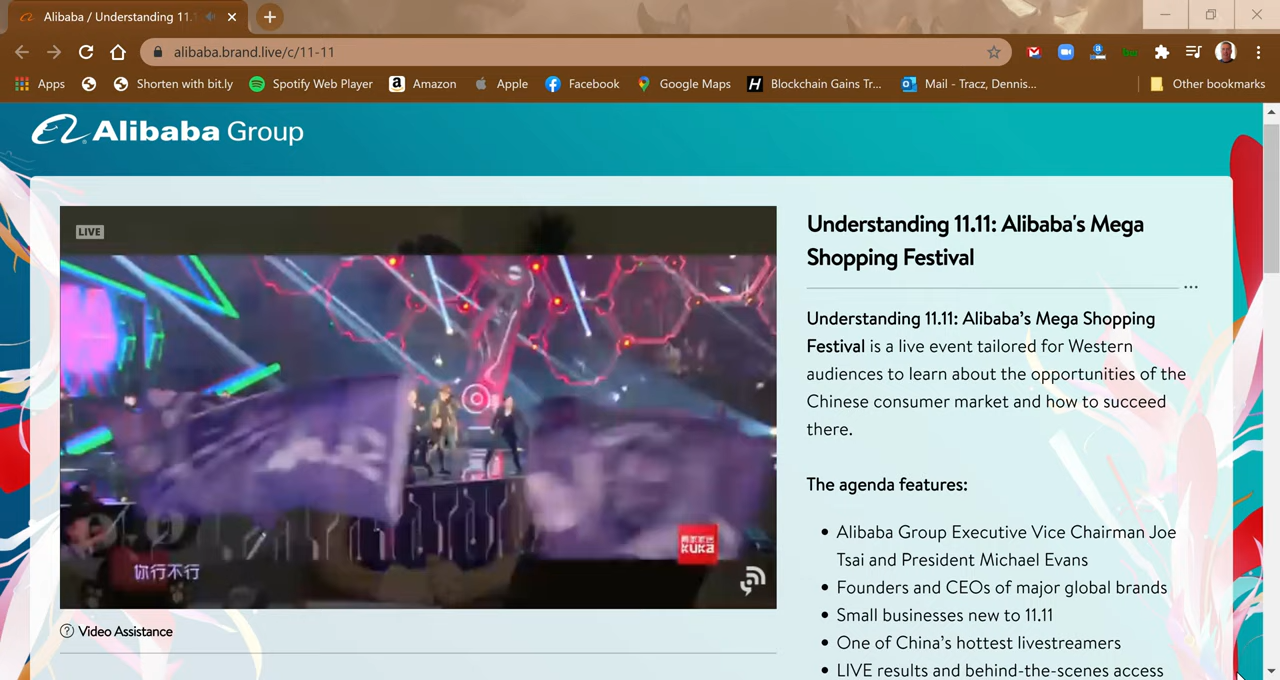 Alibaba / Understanding 11.1
alibaba.brand.live/c/11-11
Apps
Shorten with bit.ly
Spotify Web Player
Amazon
Apple
Facebook
Google Maps
Blockchain Gains Tr...
Mail - Tracz, Dennis...
Other bookmarks
Alibaba Group
LIVE
KUKA
你行不行
Video Assistance
Understanding 11.11: Alibaba's Mega
Shopping Festival
...
Understanding 11.11: Alibaba’s Mega Shopping
Festival is a live event tailored for Western
audiences to learn about the opportunities of the
Chinese consumer market and how to succeed
there.
The agenda features:
• Alibaba Group Executive Vice Chairman Joe
Tsai and President Michael Evans
• Founders and CEOs of major global brands
• Small businesses new to 11.11
• One of China’s hottest livestreamers
• LIVE results and behind-the-scenes access